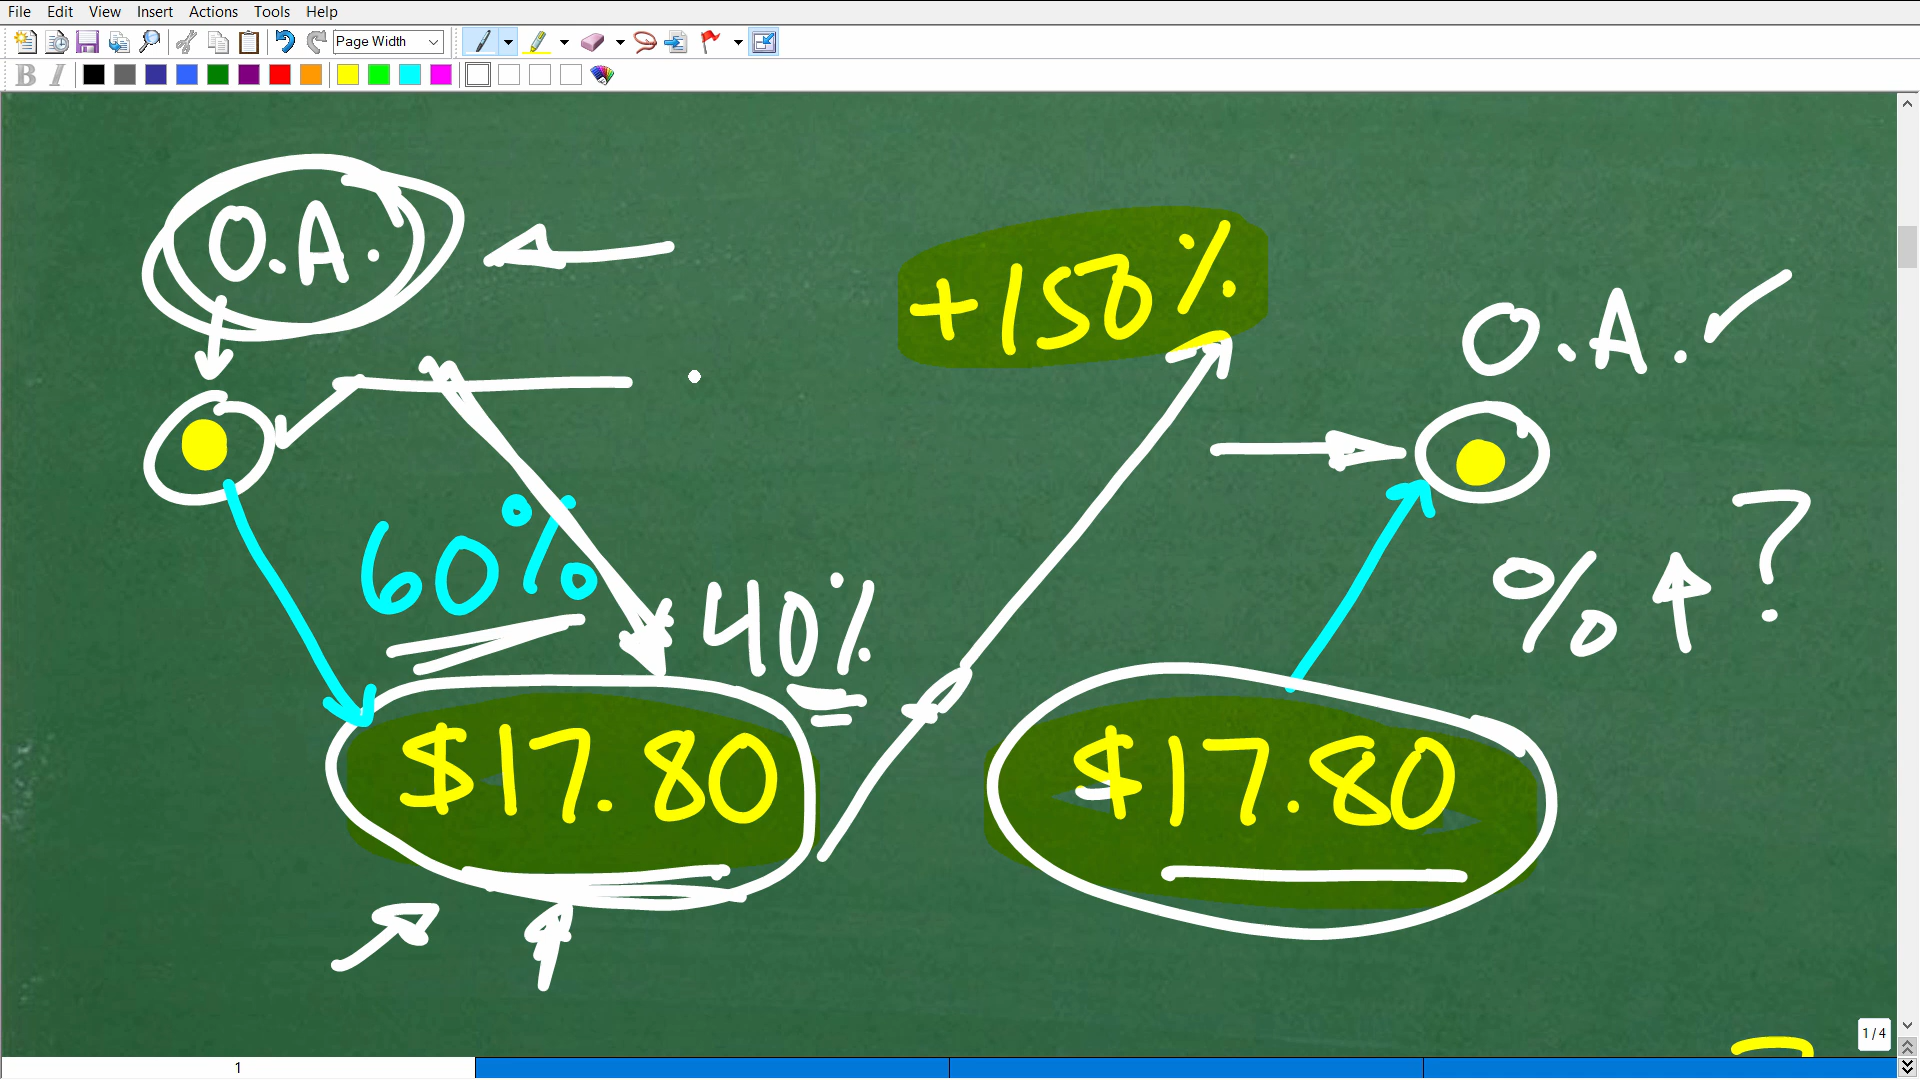 File Edit View Insert Actions Tools Help
Page Width
B I
O.A.
+150%
O.A.
60%
% ?
40%
$17.80 $17.80
1 / 4
1